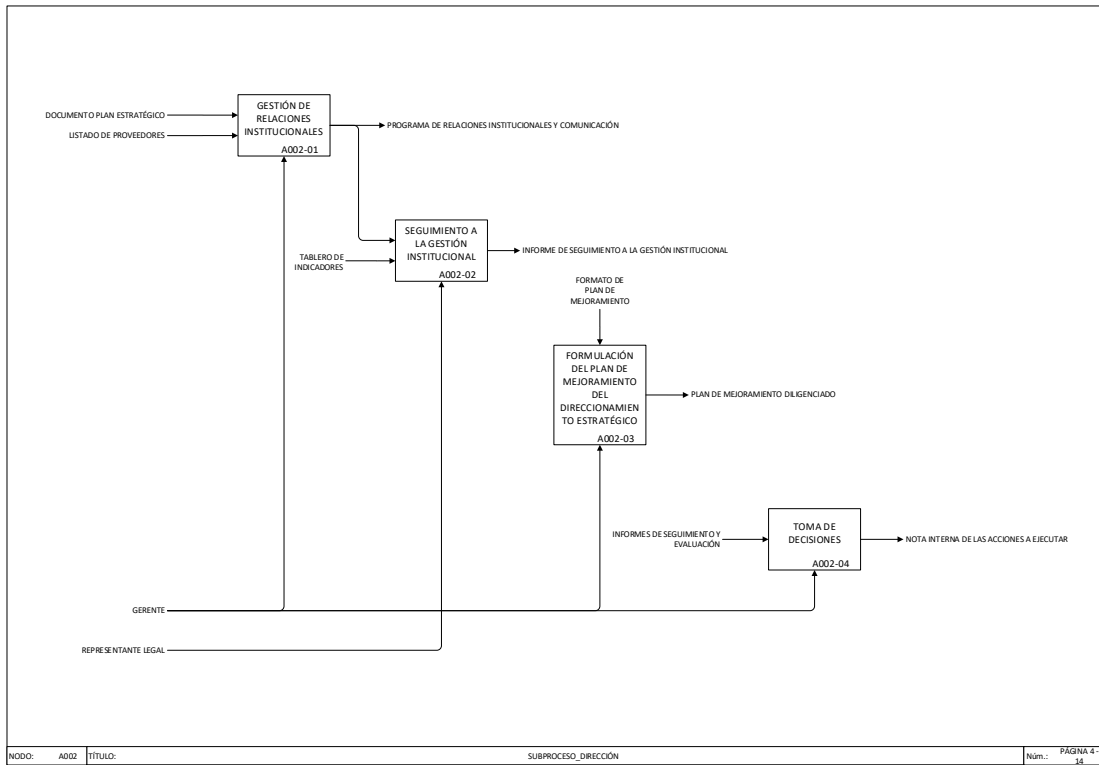 GESTIÓN DE
RELACIONES
INSTITUCIONALES
A002-01
DOCUMENTO PLAN ESTRATÉGICO
LISTADO DE PROVEEDORES
PROGRAMA DE RELACIONES INSTITUCIONALES Y COMUNICACIÓN
SEGUIMIENTO A
LA GESTIÓN
INSTITUCIONAL
A002-02
TABLERO DE
INDICADORES
INFORME DE SEGUIMIENTO A LA GESTIÓN INSTITUCIONAL
FORMATO DE
PLAN DE
MEJORAMIENTO
FORMULACIÓN
DEL PLAN DE
MEJORAMIENTO
DEL
DIRECCIONAMIEN
TO ESTRATÉGICO
A002-03
PLAN DE MEJORAMIENTO DILIGENCIADO
INFORMES DE SEGUIMIENTO Y
EVALUACIÓN
TOMA DE
DECISIONES
A002-04
NOTA INTERNA DE LAS ACCIONES A EJECUTAR
GERENTE
REPRESENTANTE LEGAL
NODO: A002 TÍTULO: SUBPROCESO_DIRECCIÓN Núm.: PÁGINA 4 -
14